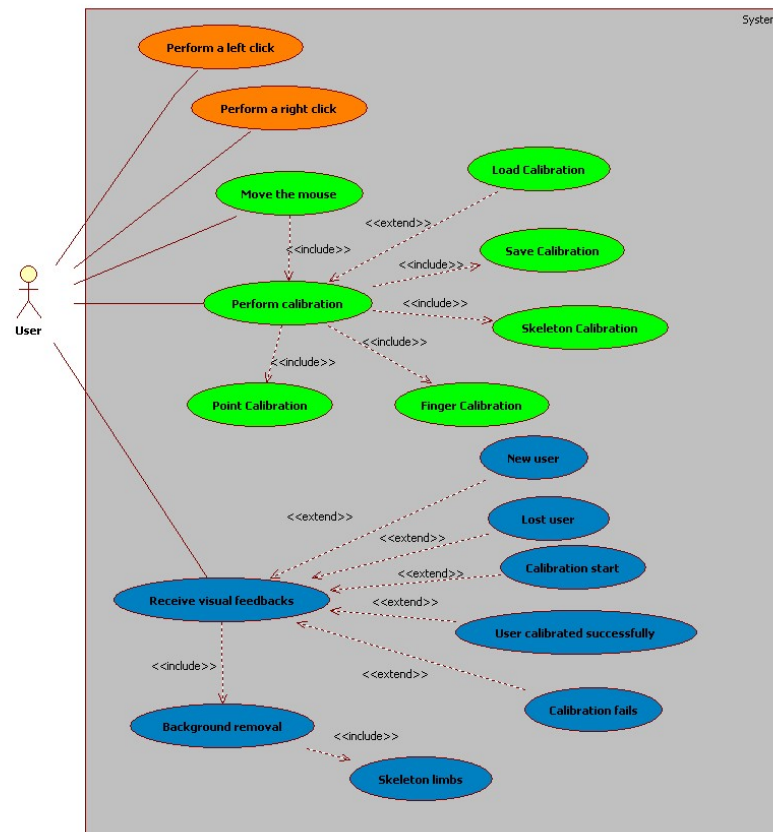 System
Perform a left click
Perform a right click
Load Calibration
Move the mouse
<<extend>>
Save Calibration
<<include>>
<<include>>
Perform calibration
<<include>>
Skeleton Calibration
User
<<include>>
<<include>>
Point Calibration
Finger Calibration
New user
<<extend>>
Lost user
<<extend>>
Calibration start
<<extend>>
Receive visual feedbacks
<<extend>>
User calibrated successfully
<<include>>
<<extend>>
Calibration fails
Background removal
<<include>>
Skeleton limbs